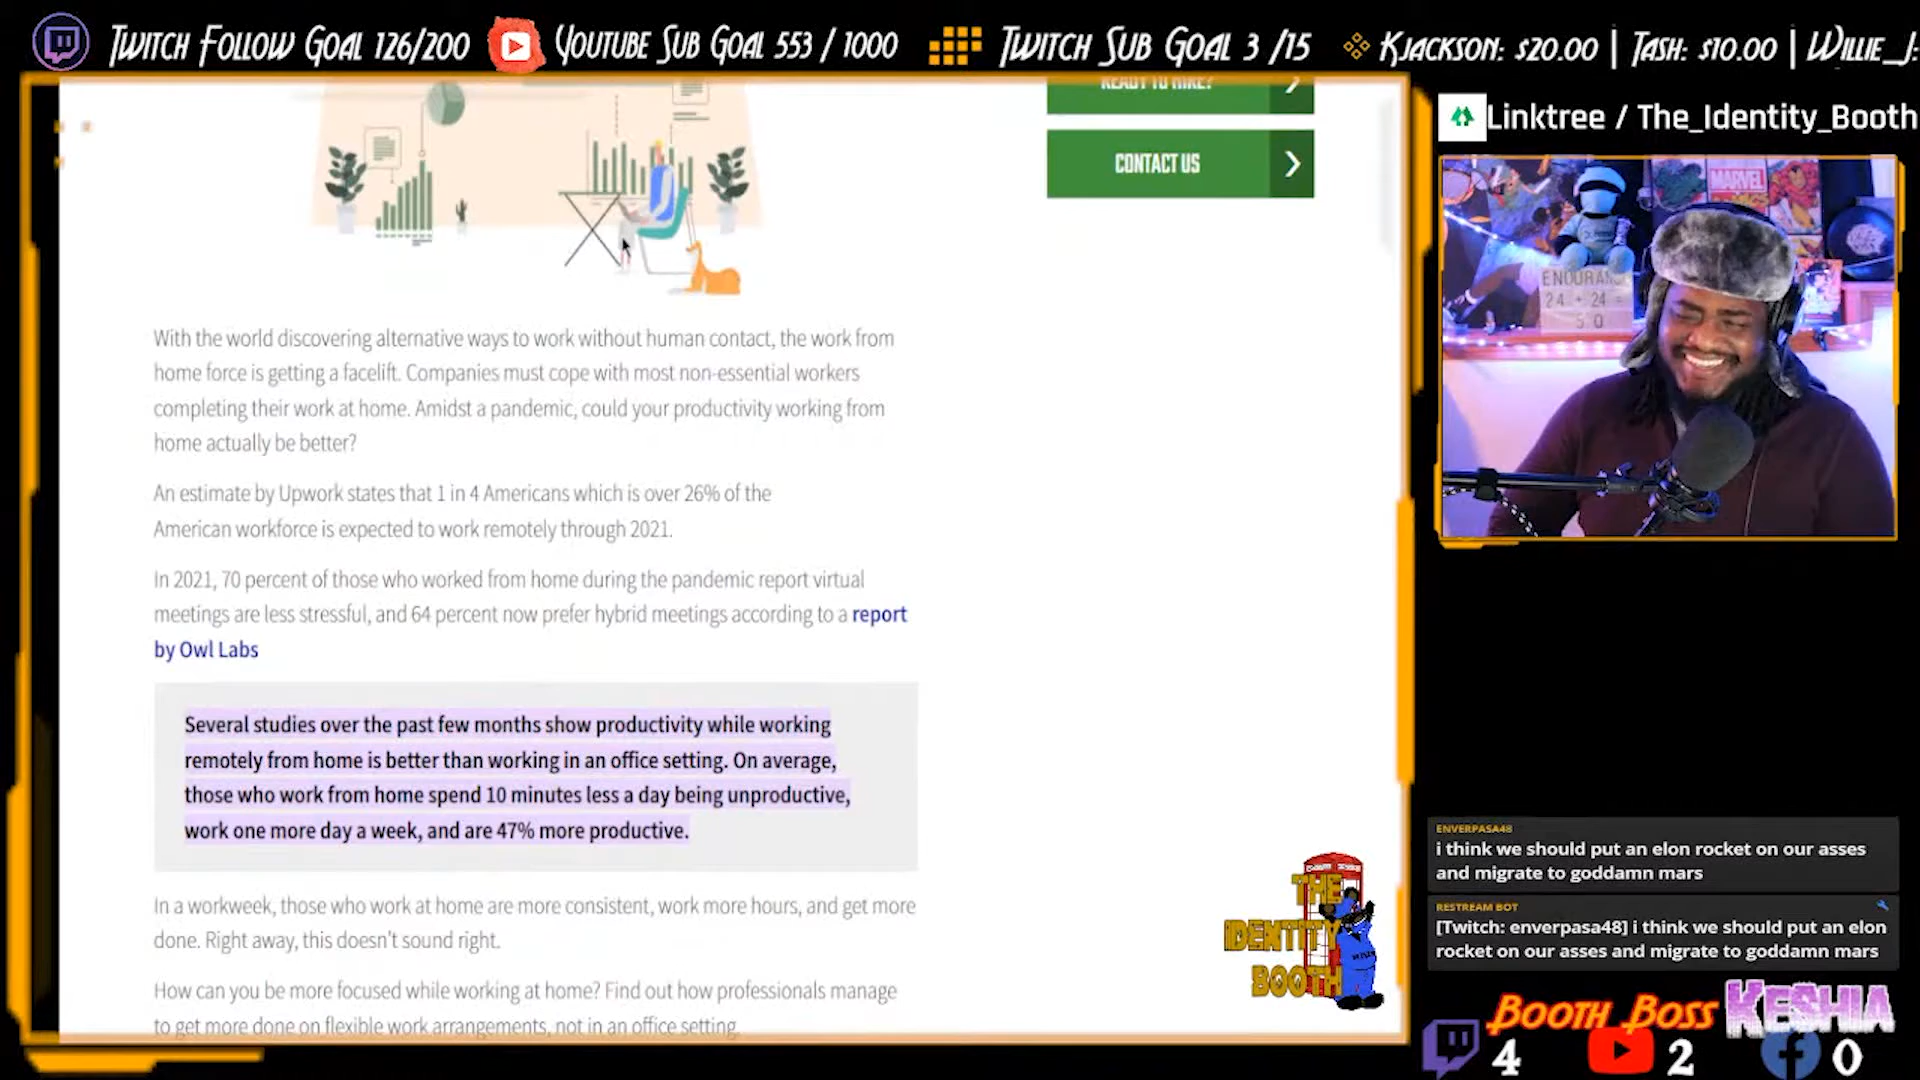 TWITCH FOLLOW GOAL 126/200
YOUTUBE SUB GOAL 553 / 1000
TWITCH SUB GOAL 3 /15
KJACKSON: $20.00 | TASH: $10.00 | WILLIE_J:
Linktree / The_Identity_Booth
READY TO HIRE?
CONTACT US
MARVEL
24 + 24 =
50
With the world discovering alternative ways to work without human contact, the work from
home force is getting a facelift. Companies must cope with most non-essential workers
completing their work at home. Amidst a pandemic, could your productivity working from
home actually be better?
An estimate by Upwork states that 1 in 4 Americans which is over 26% of the
American workforce is expected to work remotely through 2021.
In 2021, 70 percent of those who worked from home during the pandemic report virtual
meetings are less stressful, and 64 percent now prefer hybrid meetings according to a report
by Owl Labs
Several studies over the past few months show productivity while working
remotely from home is better than working in an office setting. On average,
those who work from home spend 10 minutes less a day being unproductive,
work one more day a week, and are 47% more productive.
In a workweek, those who work at home are more consistent, work more hours, and get more
done. Right away, this doesn't sound right.
How can you be more focused while working at home? Find out how professionals manage
to get more done on flexible work arrangements, not in an office setting.
THE
IDENTITY
BOOTH
ENVERPASA48
i think we should put an elon rocket on our asses
and migrate to goddamn mars
RESTREAM BOT
[Twitch: enverpasa48] i think we should put an elon
rocket on our asses and migrate to goddamn mars
BOOTH BOSS KESHIA
4
2
0